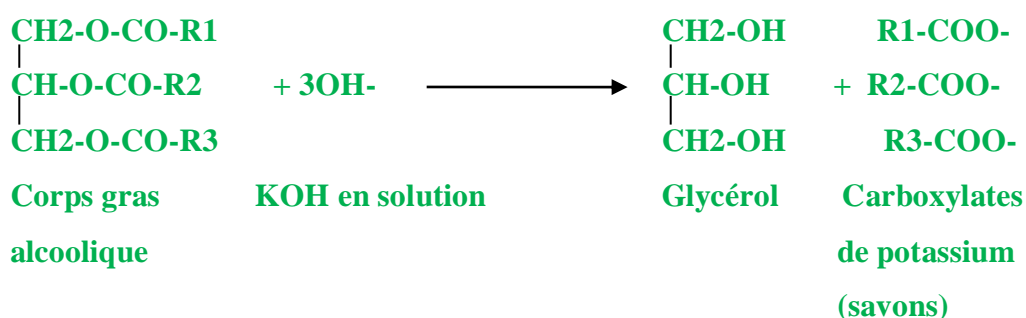 CH2-O-CO-R1 CH2-OH R1-COO-
CH-O-CO-R2 + 3OH- CH-OH + R2-COO-
CH2-O-CO-R3 CH2-OH R3-COO-
Corps gras KOH en solution Glycérol Carboxylates
alcoolique de potassium
(savons)